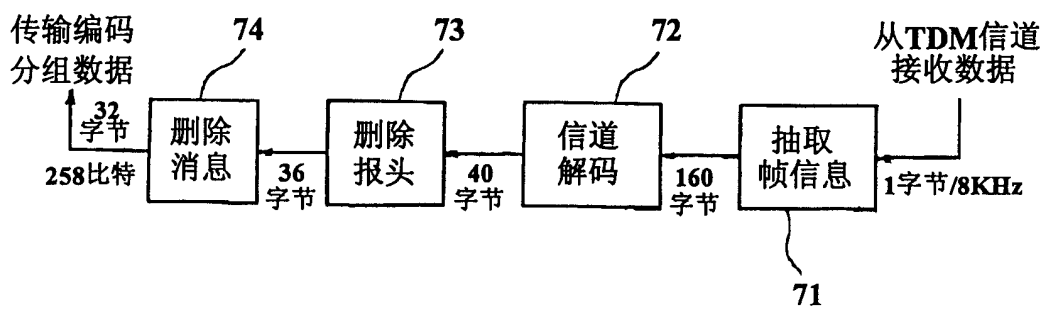 传输编码
分组数据
74
73
72
从TDM信道
接收数据
32
字节
258比特
删除
消息
36
字节
删除
报头
40
字节
信道
解码
160
字节
抽取
帧信息
1字节/8KHz
71